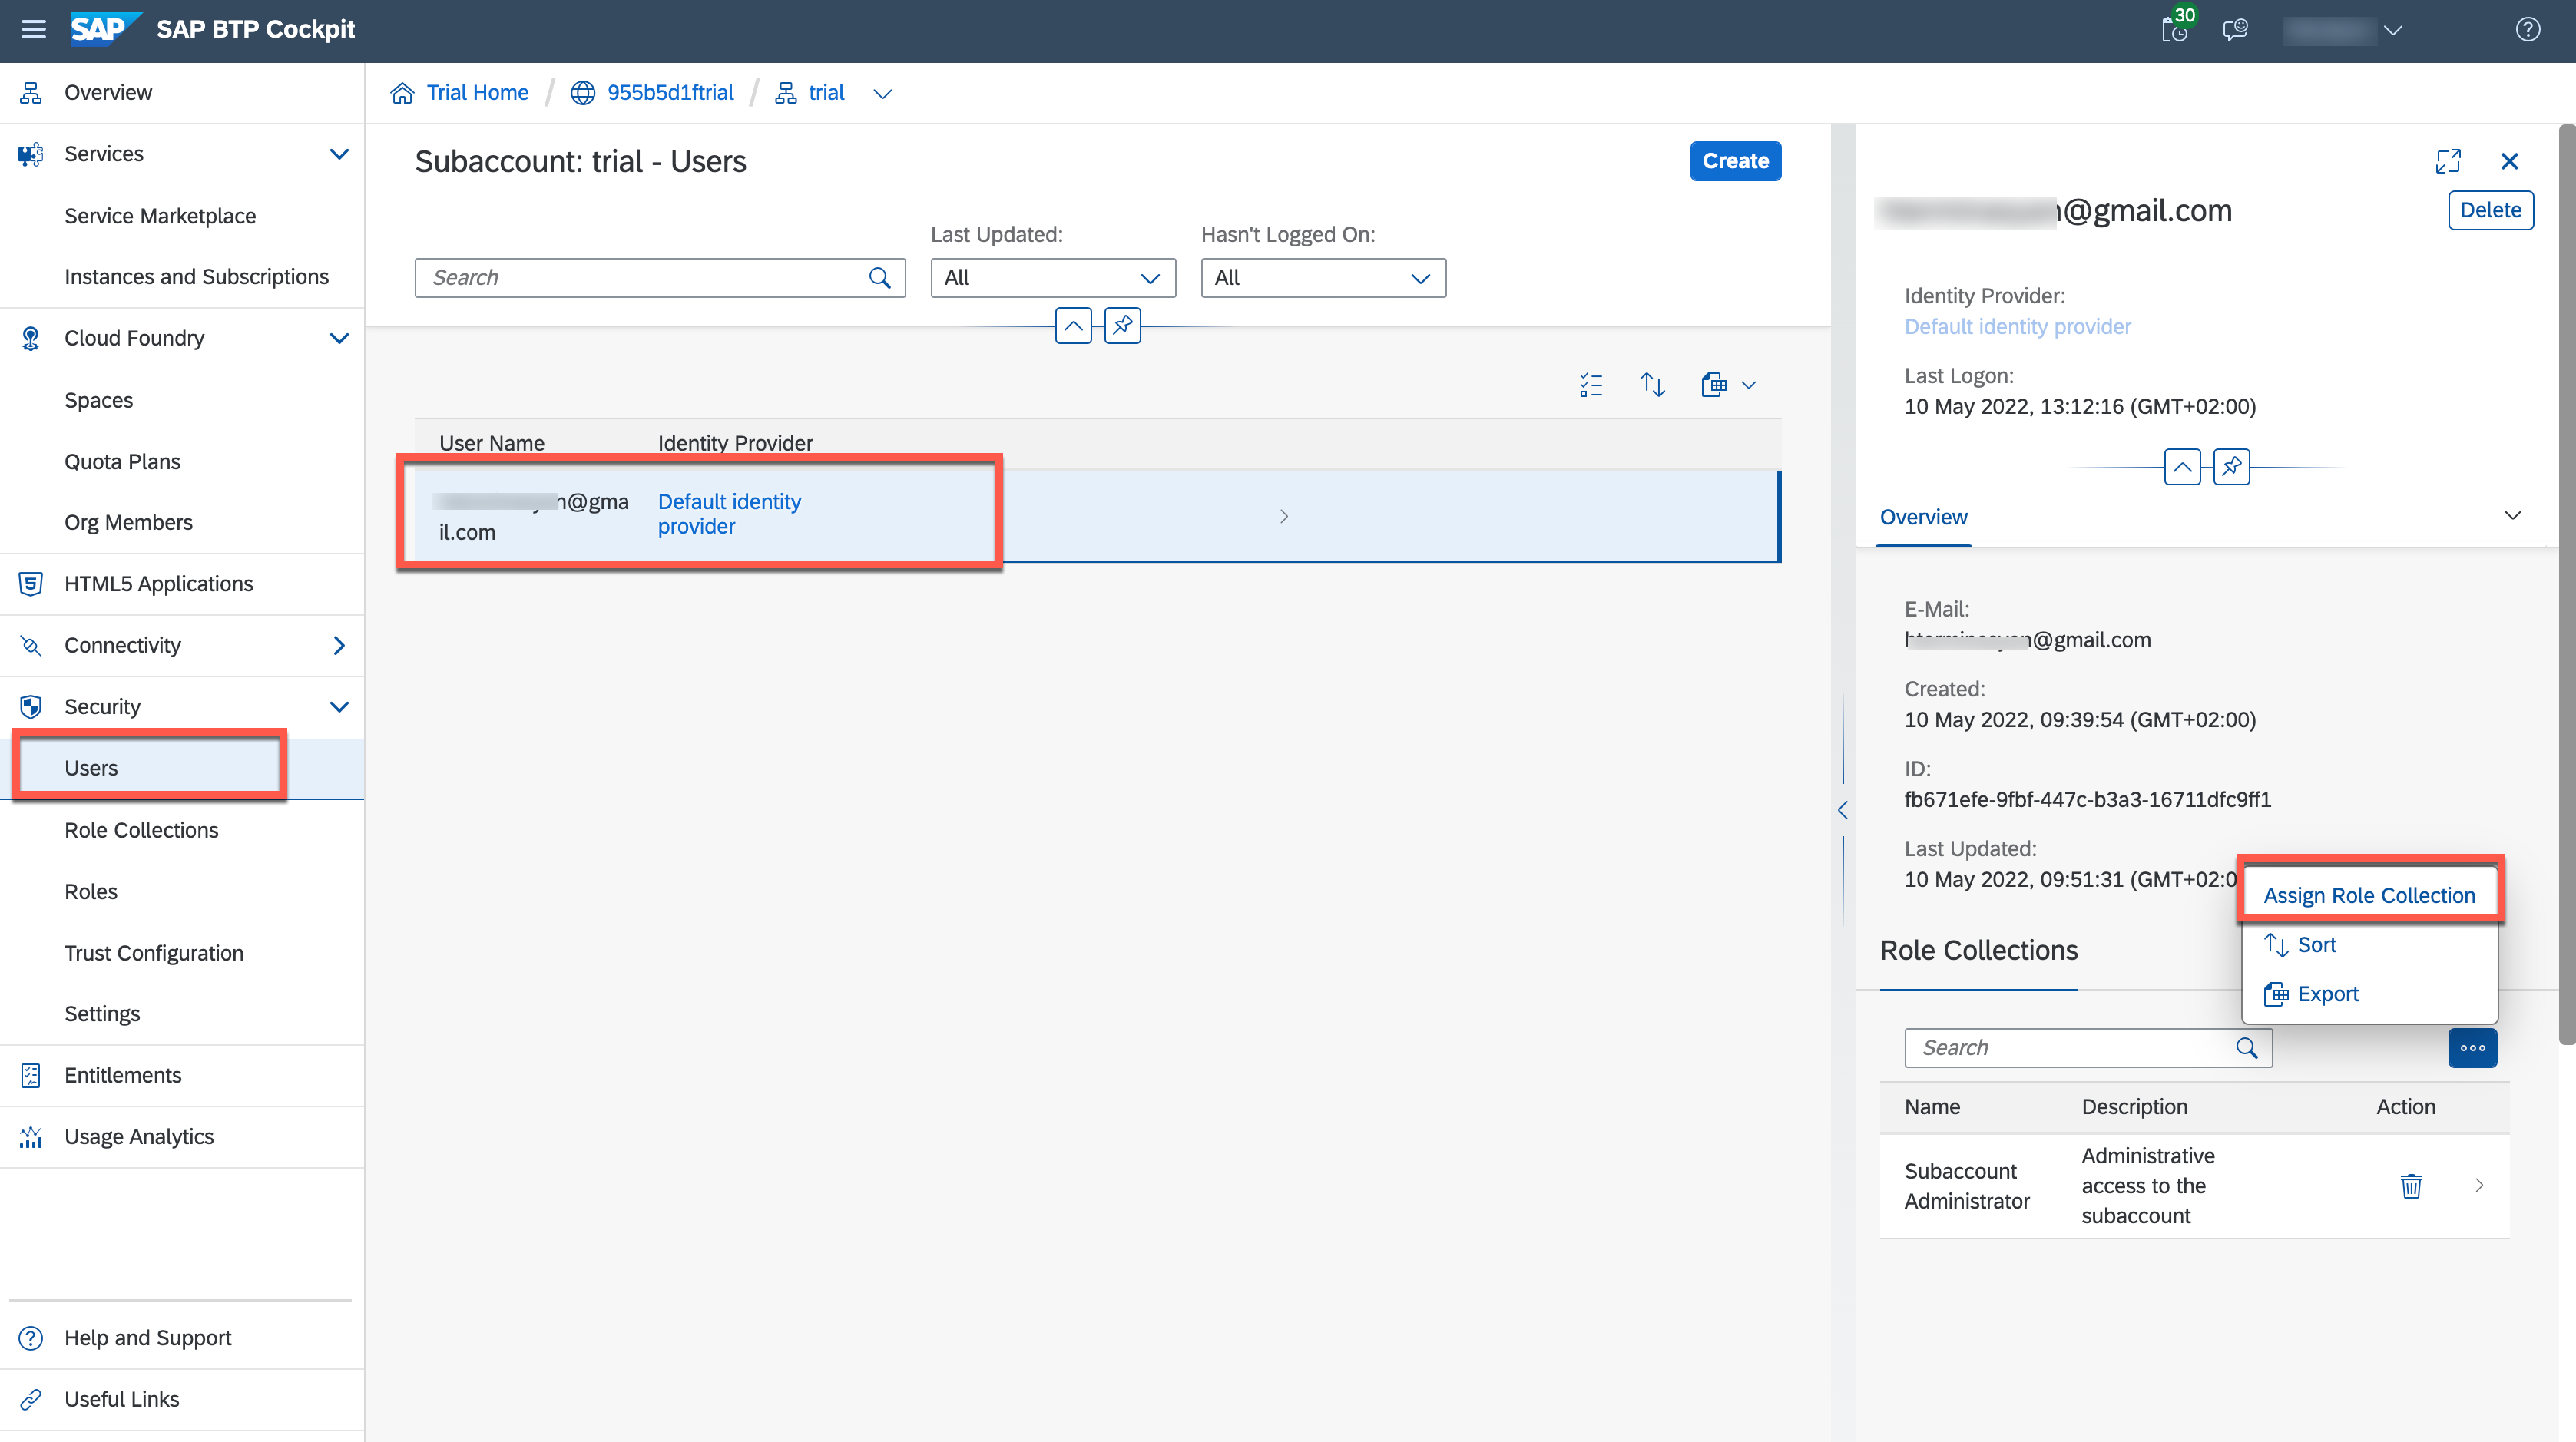 SAP SAP BTP Cockpit
30
Overview
Services
Service Marketplace
Instances and Subscriptions
Cloud Foundry
Spaces
Quota Plans
Org Members
HTML5 Applications
Connectivity
Security
Users
Role Collections
Roles
Trust Configuration
Settings
Entitlements
Usage Analytics
Help and Support
Useful Links
Trial Home / 955b5d1ftrial / trial
Subaccount: trial - Users
Create
Last Updated:
Hasn't Logged On:
Search
All
All
User Name
Identity Provider
n@gma
il.com
Default identity
provider
@gmail.com
Delete
Identity Provider:
Default identity provider
Last Logon:
10 May 2022, 13:12:16 (GMT+02:00)
Overview
E-Mail:
@gmail.com
Created:
10 May 2022, 09:39:54 (GMT+02:00)
ID:
fb671efe-9fbf-447c-b3a3-16711dfc9ff1
Last Updated:
10 May 2022, 09:51:31 (GMT+02:0
Assign Role Collection
Sort
Export
Role Collections
Search
Name
Description
Action
Subaccount
Administrator
Administrative
access to the
subaccount